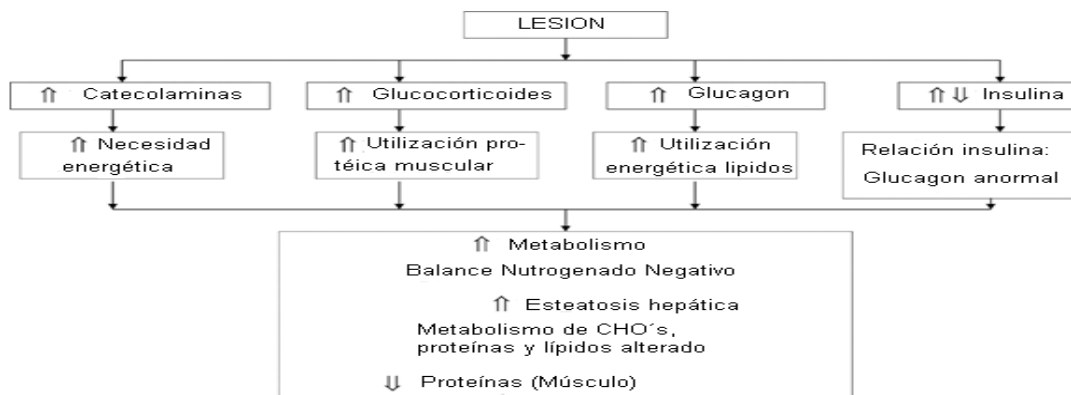 LESION
⇑ Catecolaminas
⇑ Glucocorticoides
⇑ Glucagon
⇑⇓ Insulina
⇑ Necesidad
energética
⇑ Utilización pro-
téica muscular
⇑ Utilización
energética lipidos
Relación insulina:
Glucagon anormal
⇑ Metabolismo
Balance Nutrogenado Negativo
⇑ Esteatosis hepática
Metabolismo de CHO´s,
proteínas y lípidos alterado
⇓ Proteínas (Músculo)